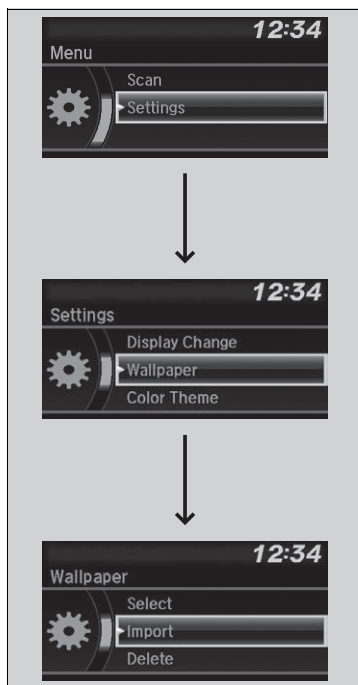 12:34
Menu
Scan
Settings
12:34
Settings
Display Change
Wallpaper
Color Theme
12:34
Wallpaper
Select
Import
Delete